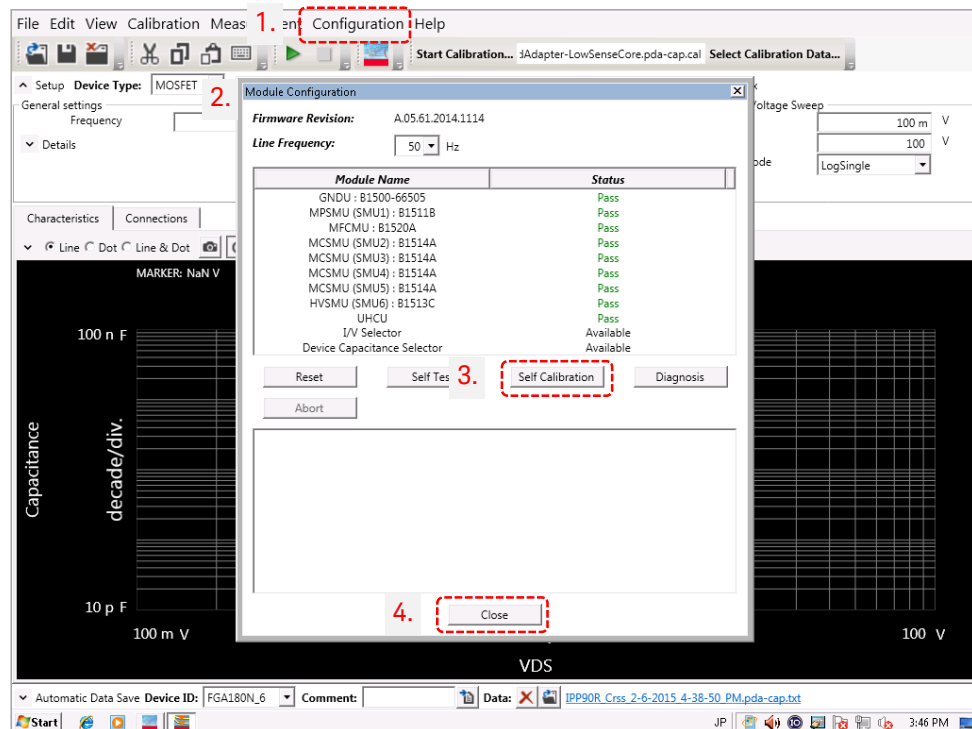 File Edit View Calibration Meas 1. ent Configuration Help
Start Calibration... dAdapter-LowSenseCore.pda-cap.cal Select Calibration Data...
Setup Device Type: MOSFET
2.
General settings
Frequency
Details
Module Configuration
Firmware Revision: A.05.61.2014.1114
Line Frequency: 50 Hz
Module Name Status
GNDU : B1500-66505 Pass
MPSMU (SMU1) : B1511B Pass
MFCMU : B1520A Pass
MCSMU (SMU2) : B1514A Pass
MCSMU (SMU3) : B1514A Pass
MCSMU (SMU4) : B1514A Pass
MCSMU (SMU5) : B1514A Pass
HVSMU (SMU6) : B1513C Pass
UHCU Pass
I/V Selector Available
Device Capacitance Selector Available
Reset Self Tes 3. Self Calibration Diagnosis
Abort
4. Close
oltage Sweep
100 m V
100 V
ode LogSingle
Characteristics Connections
Line Dot Line & Dot
MARKER: NaN V
100 n F
Capacitance
decade/div.
10 p F
100 m V 100 V
VDS
Automatic Data Save Device ID: FGA180N_6 Comment: Data: IPP90R_Crss_2-6-2015_4-38-50_PM.pda-cap.txt
Start JP 3:46 PM